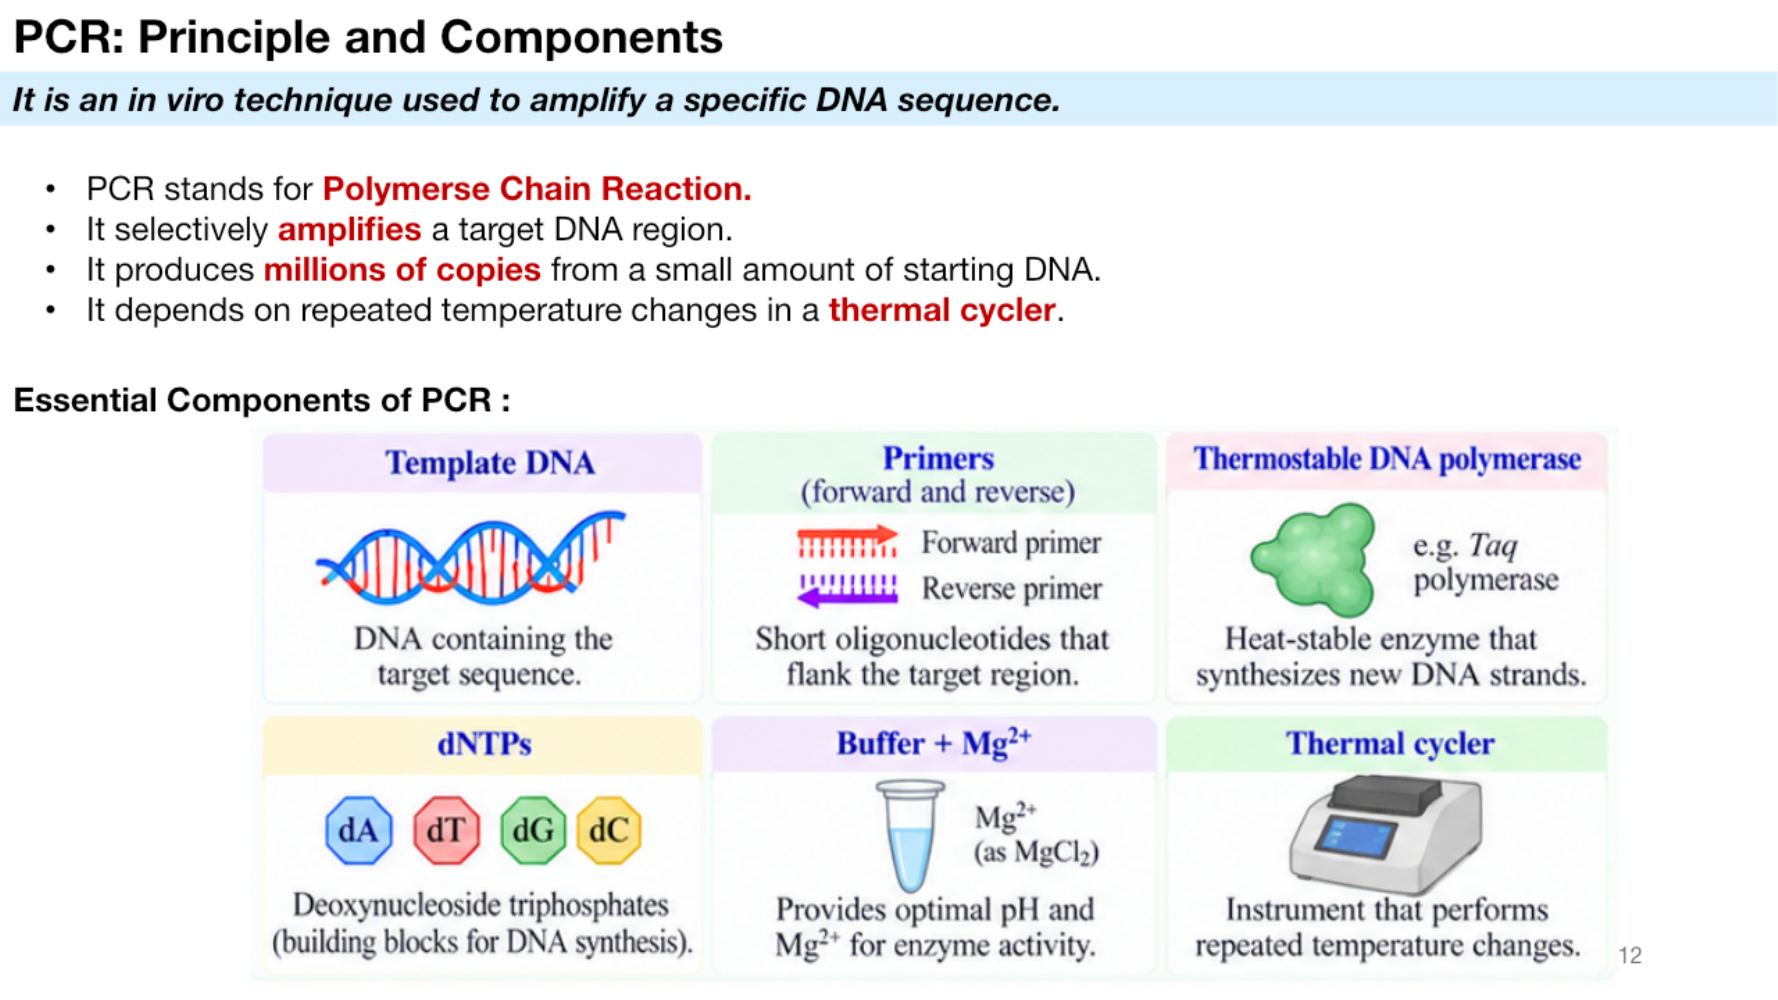 PCR: Principle and Components
It is an in viro technique used to amplify a specific DNA sequence.
• PCR stands for Polymerse Chain Reaction.
• It selectively amplifies a target DNA region.
• It produces millions of copies from a small amount of starting DNA.
• It depends on repeated temperature changes in a thermal cycler.
Essential Components of PCR :
Template DNA
DNA containing the
target sequence.
Primers
(forward and reverse)
Forward primer
Reverse primer
Short oligonucleotides that
flank the target region.
Thermostable DNA polymerase
e.g. Taq
polymerase
Heat-stable enzyme that
synthesizes new DNA strands.
dNTPs
dA dT dG dC
Deoxynucleoside triphosphates
(building blocks for DNA synthesis).
Buffer + Mg²⁺
Mg²⁺
(as MgCl₂)
Provides optimal pH and
Mg²⁺ for enzyme activity.
Thermal cycler
Instrument that performs
repeated temperature changes.
12